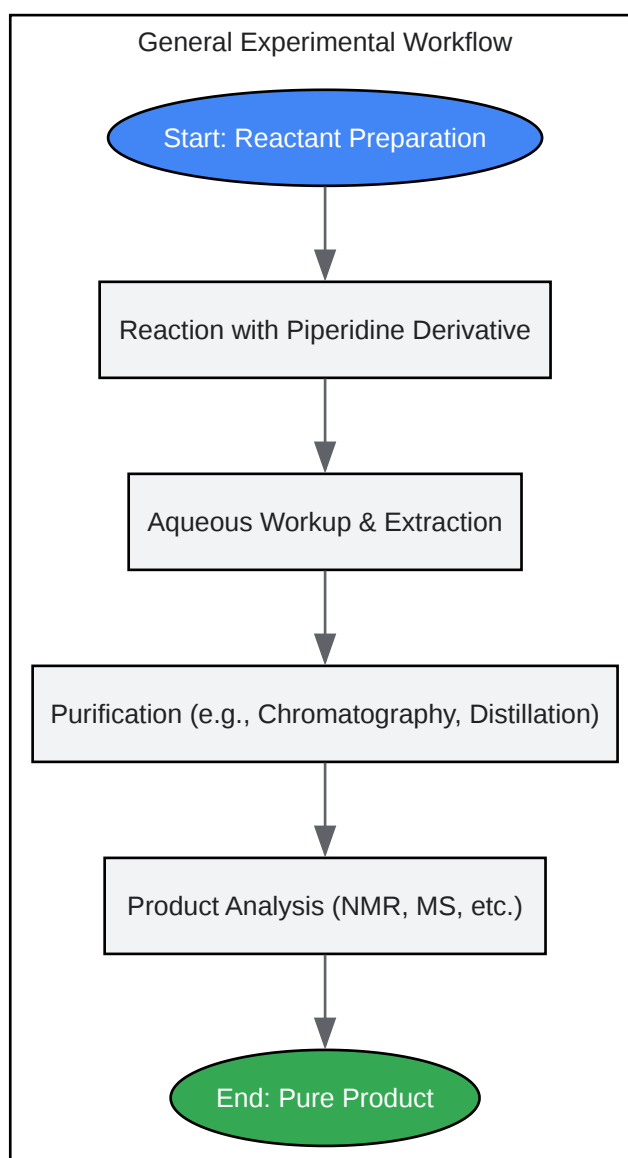 General Experimental Workflow
Start: Reactant Preparation
Reaction with Piperidine Derivative
Aqueous Workup & Extraction
Purification (e.g., Chromatography, Distillation)
Product Analysis (NMR, MS, etc.)
End: Pure Product